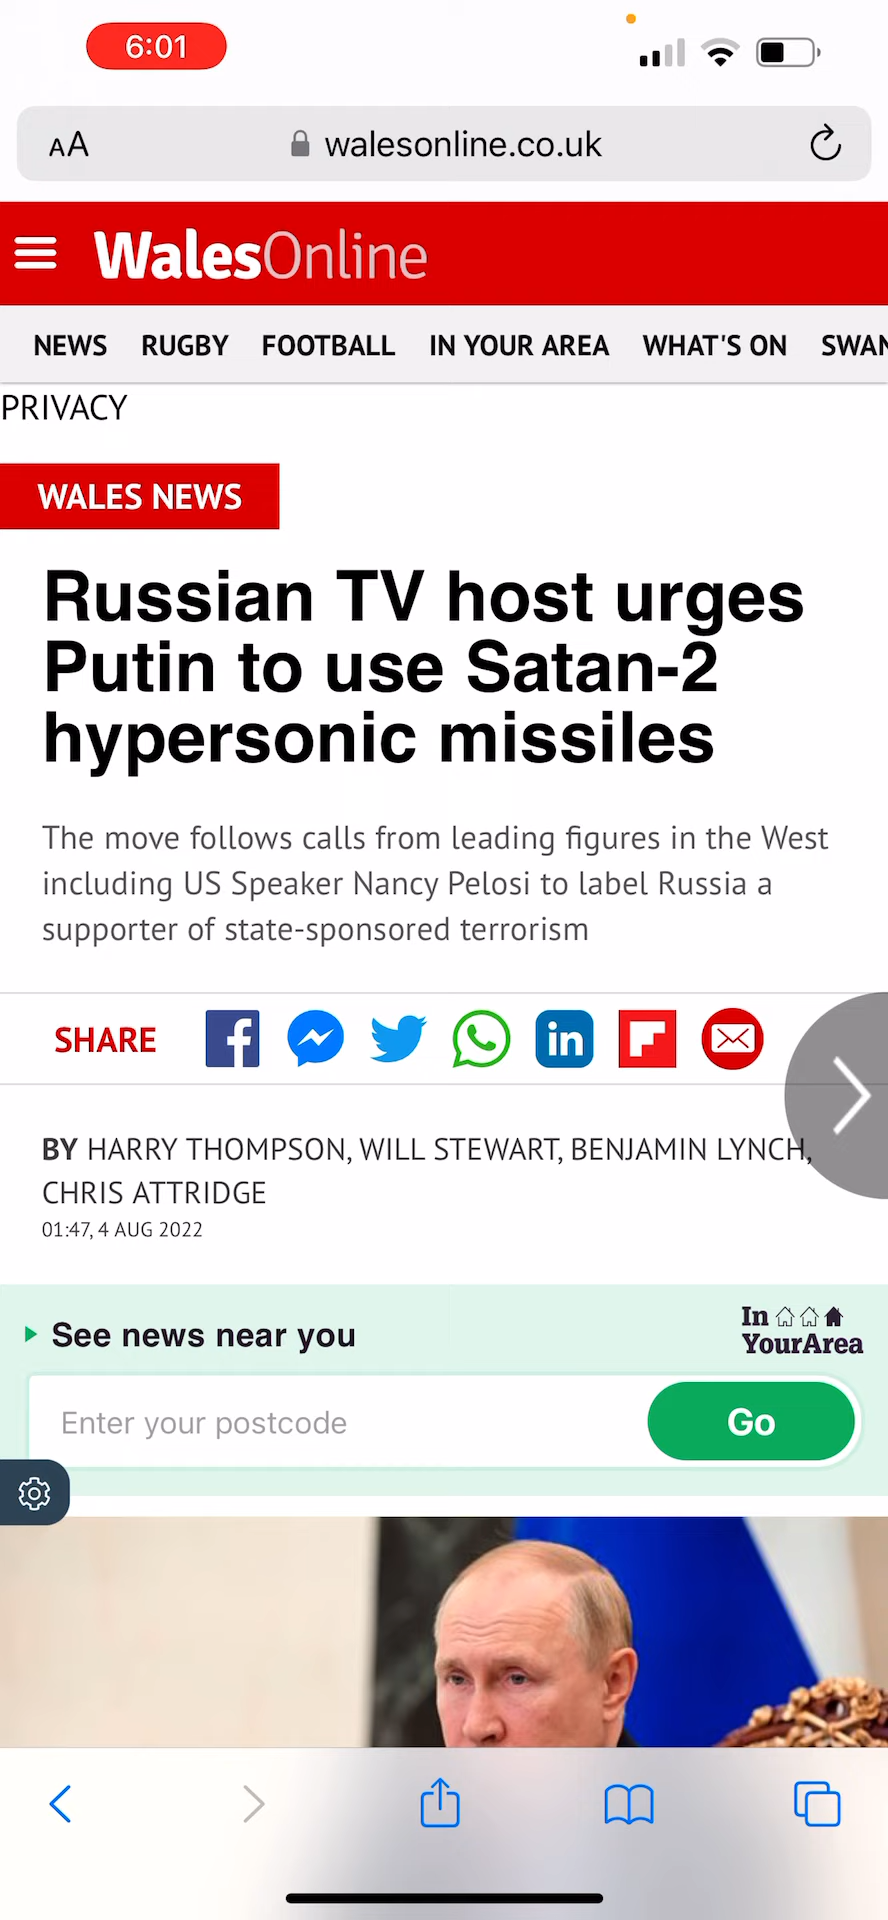 6:01
AA walesonline.co.uk
WalesOnline
NEWS RUGBY FOOTBALL IN YOUR AREA WHAT'S ON SWAN
PRIVACY
WALES NEWS
Russian TV host urges
Putin to use Satan-2
hypersonic missiles
The move follows calls from leading figures in the West
including US Speaker Nancy Pelosi to label Russia a
supporter of state-sponsored terrorism
SHARE
BY HARRY THOMPSON, WILL STEWART, BENJAMIN LYNCH,
CHRIS ATTRIDGE
01:47, 4 AUG 2022
See news near you
In
YourArea
Enter your postcode
Go